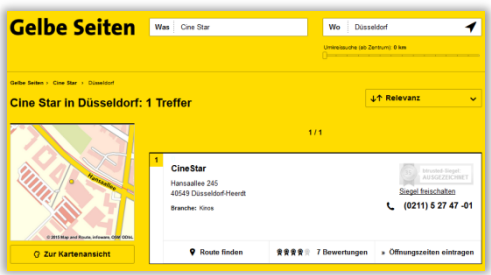 Gelbe Seiten
Was Cine Star
Wo Düsseldorf
Umkreissuche (ab Zentrum): 0 km
Gelbe Seiten › Cine Star › Düsseldorf
Cine Star in Düsseldorf: 1 Treffer
↓↑ Relevanz
1 / 1
Hansaallee
Zur Kartenansicht
1
CineStar
Hansaallee 245
40549 Düsseldorf-Heerdt
Branche: Kinos
AUSGEZEICHNET
Siegel freischalten
(0211) 5 27 47 -01
Route finden
7 Bewertungen
Öffnungszeiten eintragen